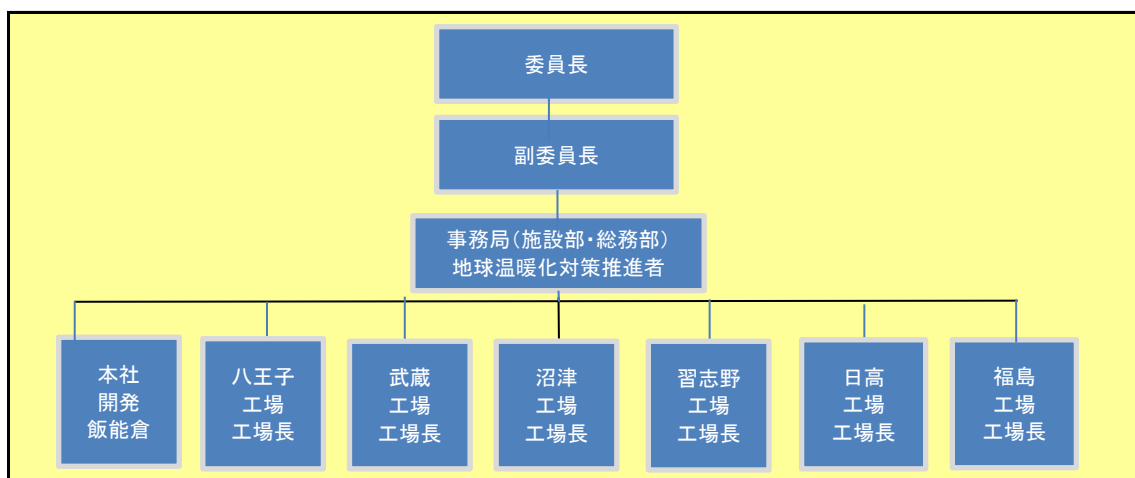 委員長
副委員長
事務局（施設部・総務部）
地球温暖化対策推進者
本社
開発
飯能倉
八王子
工場
工場長
武蔵
工場
工場長
沼津
工場
工場長
習志野
工場
工場長
日高
工場
工場長
福島
工場
工場長